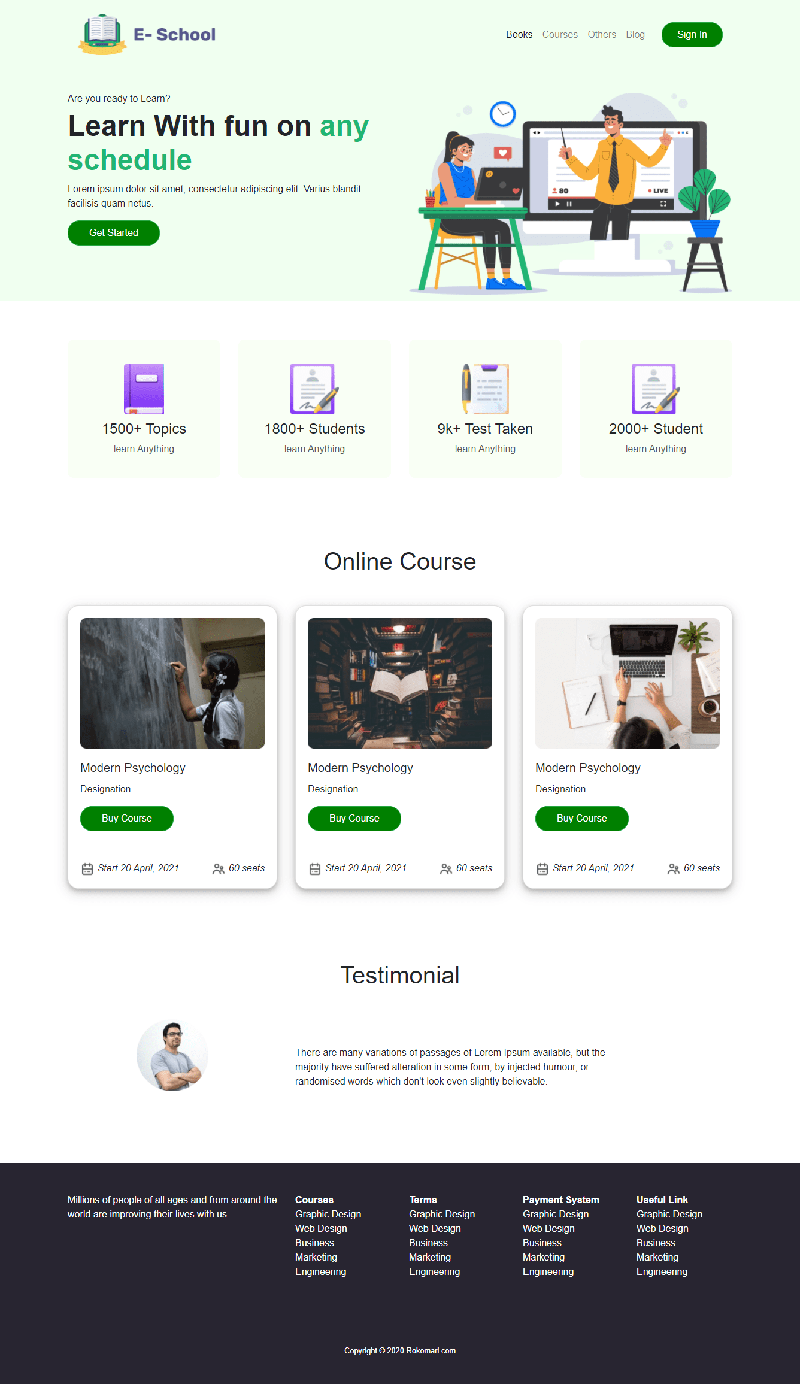 E- School
Books Courses Others Blog Sign In
Are you ready to Learn?
Learn With fun on any
schedule
Lorem ipsum dolor sit amet, consectetur adipiscing elit. Varius blandit
facilisis quam netus.
Get Started
BG
LIVE
1500+ Topics
learn Anything
1800+ Students
learn Anything
9k+ Test Taken
learn Anything
2000+ Student
learn Anything
Online Course
Modern Psychology
Designation
Buy Course
Start 20 April, 2021 60 seats
Modern Psychology
Designation
Buy Course
Start 20 April, 2021 60 seats
Modern Psychology
Designation
Buy Course
Start 20 April, 2021 60 seats
Testimonial
There are many variations of passages of Lorem Ipsum available, but the
majority have suffered alteration in some form, by injected humour, or
randomised words which don't look even slightly believable.
Millions of people of all ages and from around the
world are improving their lives with us
Courses
Graphic Design
Web Design
Business
Marketing
Engineering
Terms
Graphic Design
Web Design
Business
Marketing
Engineering
Payment System
Graphic Design
Web Design
Business
Marketing
Engineering
Useful Link
Graphic Design
Web Design
Business
Marketing
Engineering
Copyright © 2020 Rokomari.com